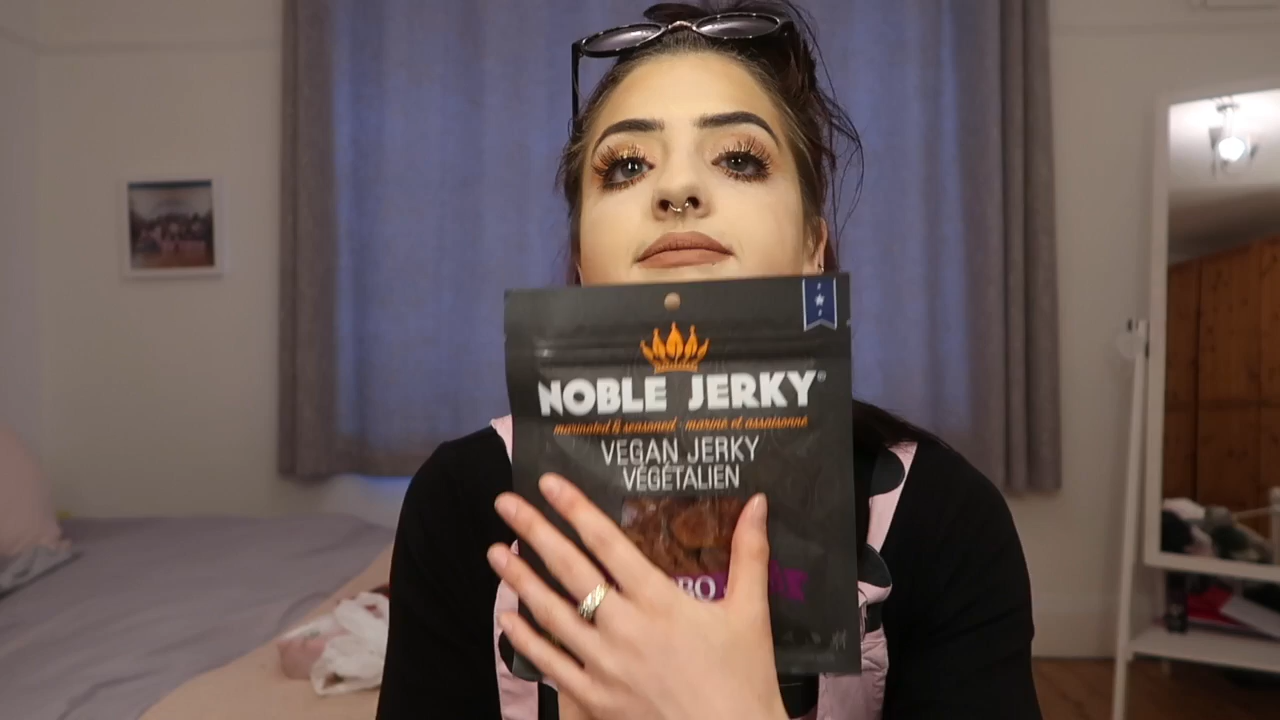 NOBLE JERKY
marinated & seasoned · mariné et assaisonné
VEGAN JERKY
VÉGÉTALIEN